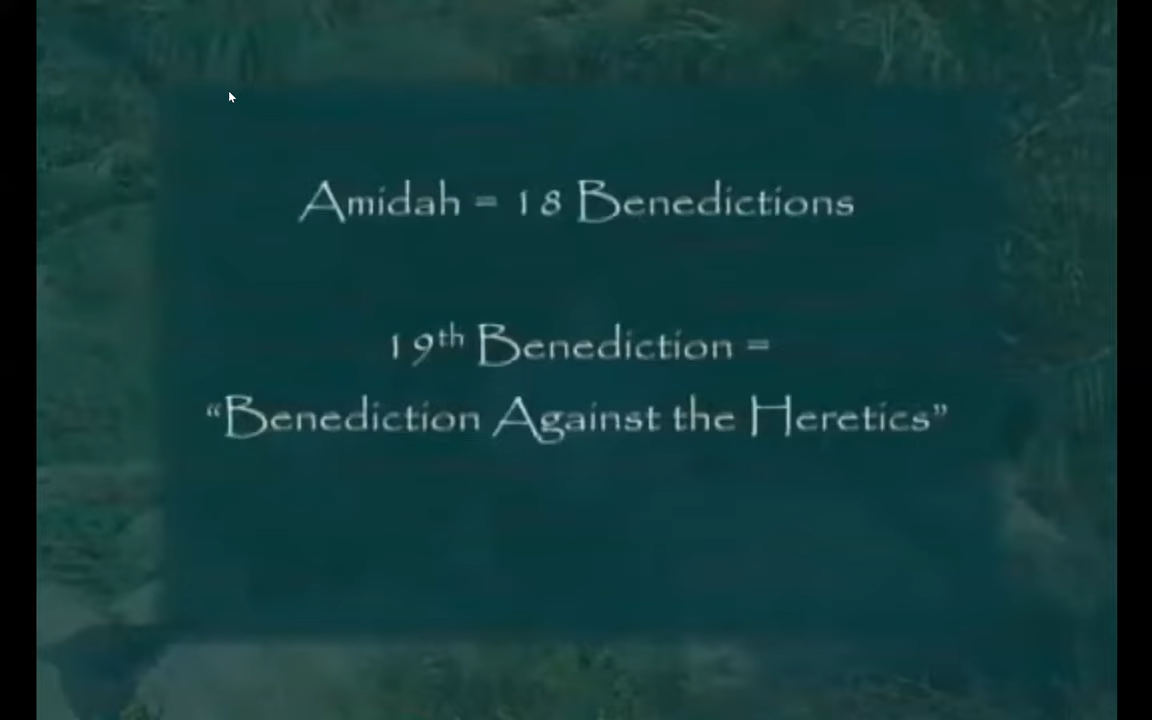 Amidah = 18 Benedictions
19th Benediction =
“Benediction Against the Heretics”